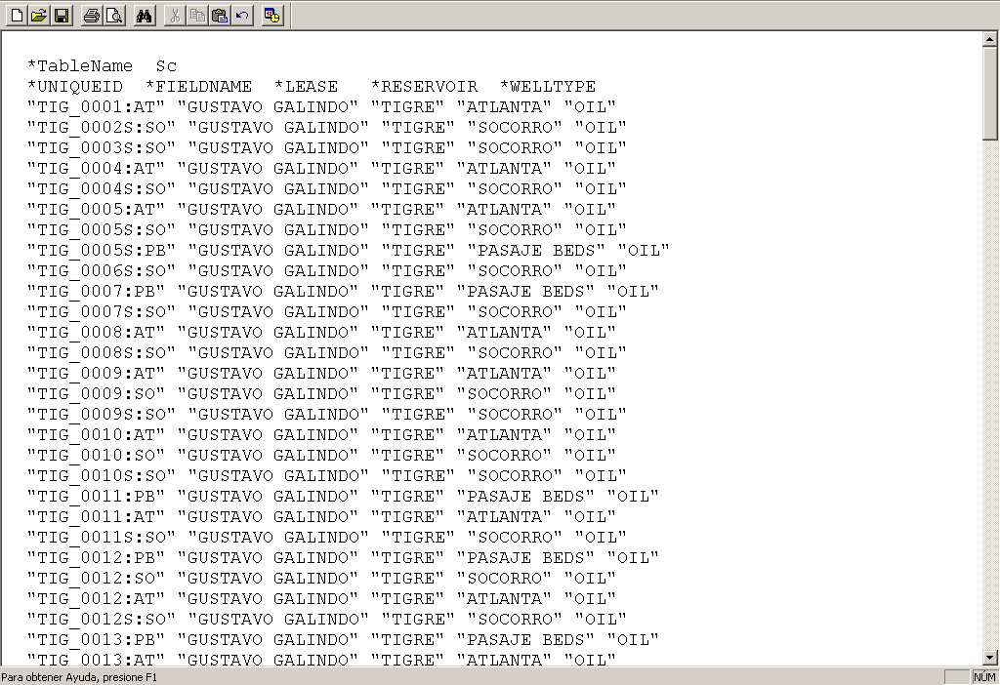 *TableName  Sc
*UNIQUEID  *FIELDNAME  *LEASE   *RESERVOIR  *WELLTYPE
"TIG_0001:AT" "GUSTAVO GALINDO" "TIGRE" "ATLANTA" "OIL"
"TIG_0002S:SO" "GUSTAVO GALINDO" "TIGRE" "SOCORRO" "OIL"
"TIG_0003S:SO" "GUSTAVO GALINDO" "TIGRE" "SOCORRO" "OIL"
"TIG_0004:AT" "GUSTAVO GALINDO" "TIGRE" "ATLANTA" "OIL"
"TIG_0004S:SO" "GUSTAVO GALINDO" "TIGRE" "SOCORRO" "OIL"
"TIG_0005:AT" "GUSTAVO GALINDO" "TIGRE" "ATLANTA" "OIL"
"TIG_0005S:SO" "GUSTAVO GALINDO" "TIGRE" "SOCORRO" "OIL"
"TIG_0005S:PB" "GUSTAVO GALINDO" "TIGRE" "PASAJE BEDS" "OIL"
"TIG_0006S:SO" "GUSTAVO GALINDO" "TIGRE" "SOCORRO" "OIL"
"TIG_0007:PB" "GUSTAVO GALINDO" "TIGRE" "PASAJE BEDS" "OIL"
"TIG_0007S:SO" "GUSTAVO GALINDO" "TIGRE" "SOCORRO" "OIL"
"TIG_0008:AT" "GUSTAVO GALINDO" "TIGRE" "ATLANTA" "OIL"
"TIG_0008S:SO" "GUSTAVO GALINDO" "TIGRE" "SOCORRO" "OIL"
"TIG_0009:AT" "GUSTAVO GALINDO" "TIGRE" "ATLANTA" "OIL"
"TIG_0009:SO" "GUSTAVO GALINDO" "TIGRE" "SOCORRO" "OIL"
"TIG_0009S:SO" "GUSTAVO GALINDO" "TIGRE" "SOCORRO" "OIL"
"TIG_0010:AT" "GUSTAVO GALINDO" "TIGRE" "ATLANTA" "OIL"
"TIG_0010:SO" "GUSTAVO GALINDO" "TIGRE" "SOCORRO" "OIL"
"TIG_0010S:SO" "GUSTAVO GALINDO" "TIGRE" "SOCORRO" "OIL"
"TIG_0011:PB" "GUSTAVO GALINDO" "TIGRE" "PASAJE BEDS" "OIL"
"TIG_0011:AT" "GUSTAVO GALINDO" "TIGRE" "ATLANTA" "OIL"
"TIG_0011S:SO" "GUSTAVO GALINDO" "TIGRE" "SOCORRO" "OIL"
"TIG_0012:PB" "GUSTAVO GALINDO" "TIGRE" "PASAJE BEDS" "OIL"
"TIG_0012:SO" "GUSTAVO GALINDO" "TIGRE" "SOCORRO" "OIL"
"TIG_0012:AT" "GUSTAVO GALINDO" "TIGRE" "ATLANTA" "OIL"
"TIG_0012S:SO" "GUSTAVO GALINDO" "TIGRE" "SOCORRO" "OIL"
"TIG_0013:PB" "GUSTAVO GALINDO" "TIGRE" "PASAJE BEDS" "OIL"
"TIG_0013:AT" "GUSTAVO GALINDO" "TIGRE" "ATLANTA" "OIL"
Para obtener Ayuda, presione F1 NÚM